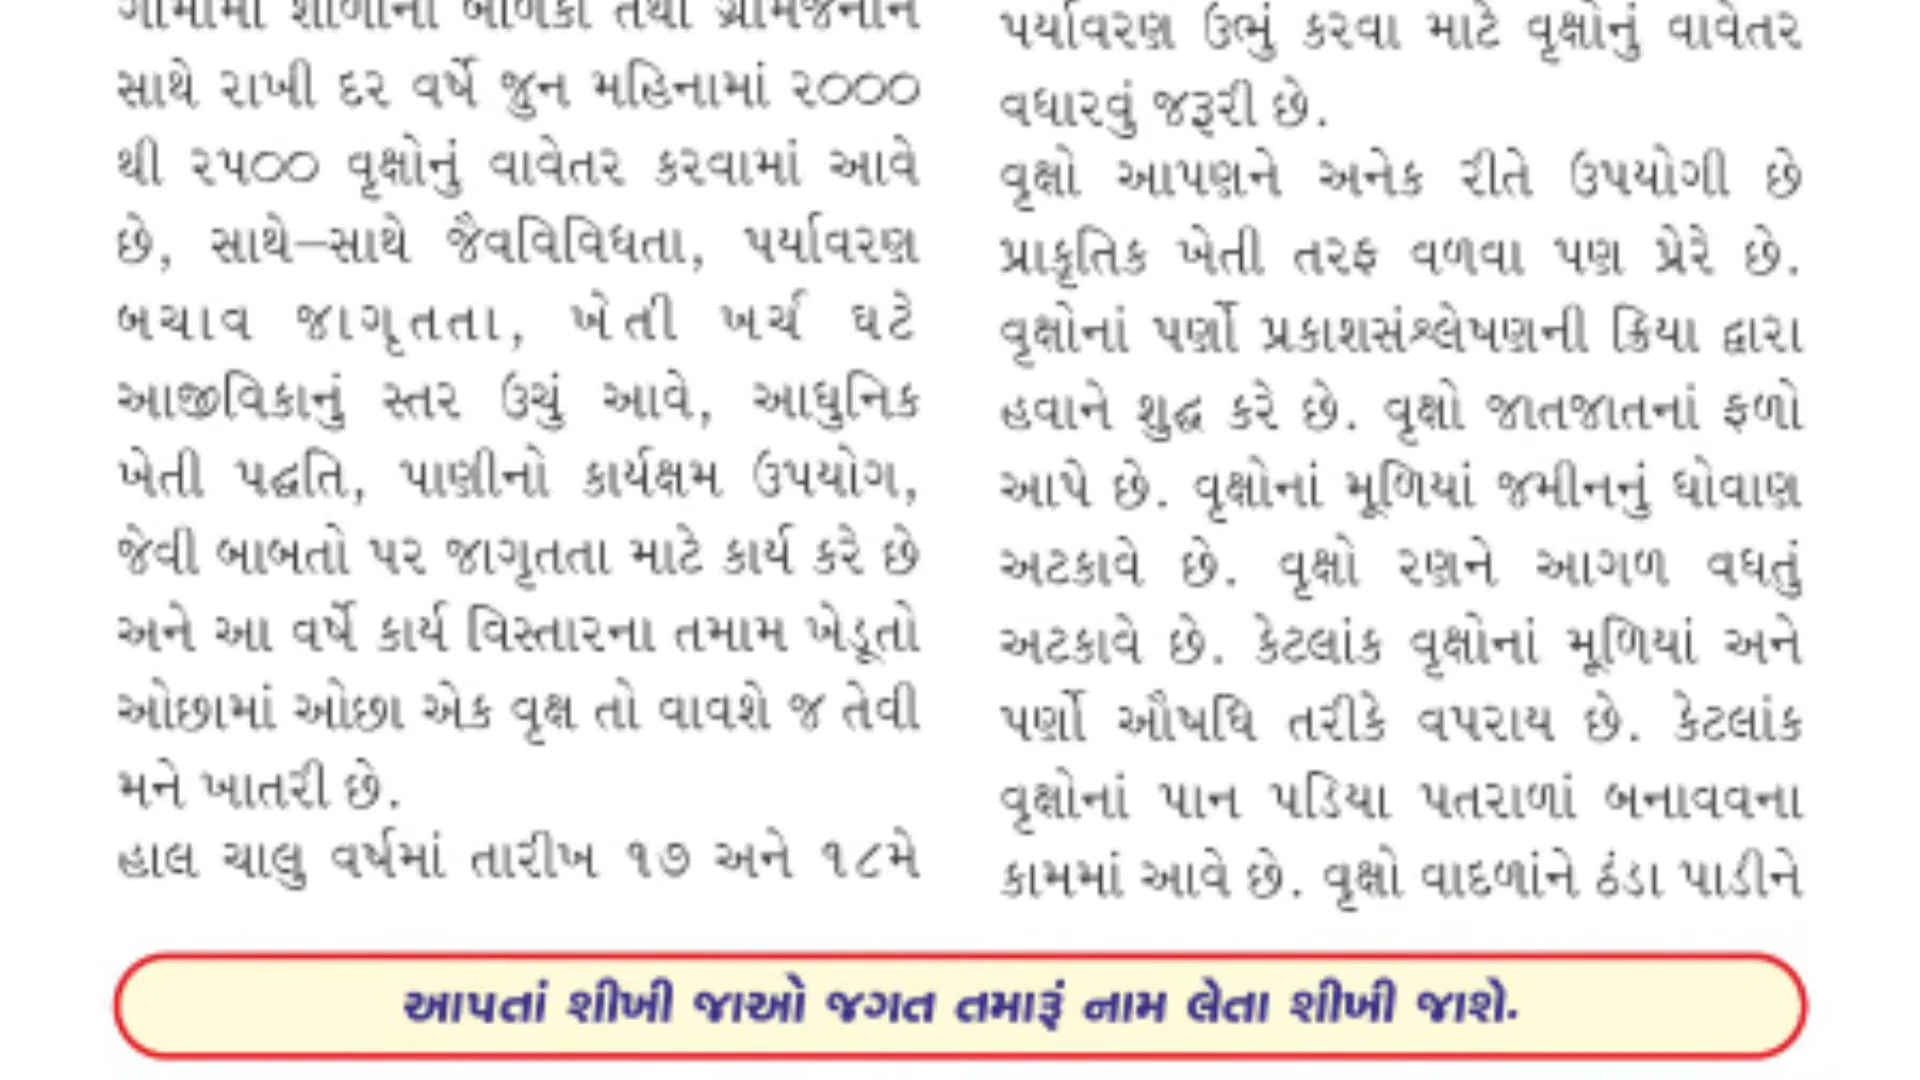 ગામોમાં શાળાના બાળકો તથા ગ્રામજનોને
સાથે રાખી દર વર્ષે જુન મહિનામાં ૨૦૦૦
થી ૨૫૦૦ વૃક્ષોનું વાવેતર કરવામાં આવે
છે, સાથે–સાથે જૈવવિવિધતા, પર્યાવરણ
બચાવ જાગૃતતા, ખેતી ખર્ચ ઘટે
આજીવિકાનું સ્તર ઉચું આવે, આધુનિક
ખેતી પદ્ધતિ, પાણીનો કાર્યક્ષમ ઉપયોગ,
જેવી બાબતો પર જાગૃતતા માટે કાર્ય કરે છે
અને આ વર્ષે કાર્ય વિસ્તારના તમામ ખેડૂતો
ઓછામાં ઓછા એક વૃક્ષ તો વાવશે જ તેવી
મને ખાતરી છે.
હાલ ચાલુ વર્ષમાં તારીખ ૧૭ અને ૧૮મે
પર્યાવરણ ઉભું કરવા માટે વૃક્ષોનું વાવેતર
વધારવું જરૂરી છે.
વૃક્ષો આપણને અનેક રીતે ઉપયોગી છે
પ્રાકૃતિક ખેતી તરફ વળવા પણ પ્રેરે છે.
વૃક્ષોનાં પર્ણો પ્રકાશસંશ્લેષણની ક્રિયા દ્વારા
હવાને શુદ્ધ કરે છે. વૃક્ષો જાતજાતનાં ફળો
આપે છે. વૃક્ષોનાં મૂળિયાં જમીનનું ધોવાણ
અટકાવે છે. વૃક્ષો રણને આગળ વધતું
અટકાવે છે. કેટલાંક વૃક્ષોનાં મૂળિયાં અને
પર્ણો ઔષધિ તરીકે વપરાય છે. કેટલાંક
વૃક્ષોનાં પાન પડિયા પતરાળાં બનાવવના
કામમાં આવે છે. વૃક્ષો વાદળાંને ઠંડા પાડીને
આપતાં શીખી જાઓ જગત તમારૂં નામ લેતા શીખી જાશે.